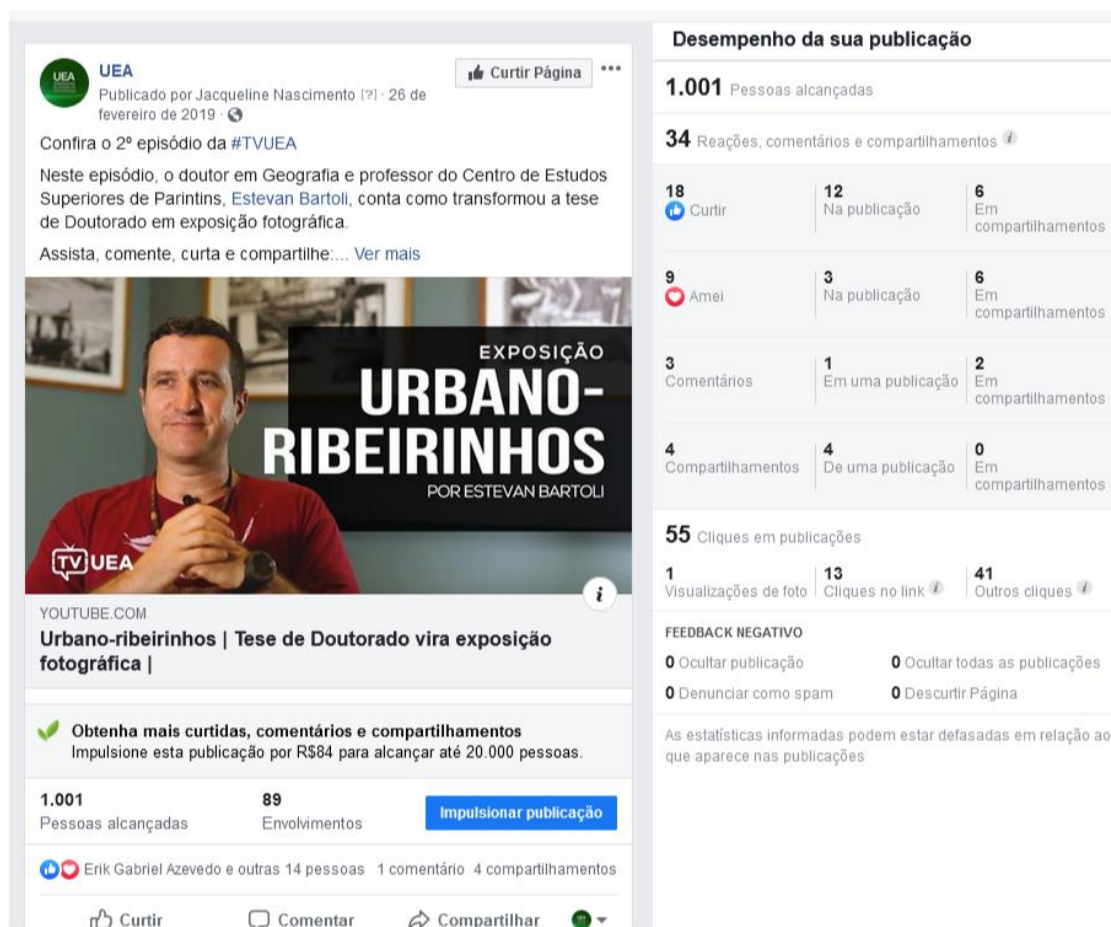 UEA
UEA
Curtir Página
Publicado por Jacqueline Nascimento [?] · 26 de
fevereiro de 2019 ·
Confira o 2º episódio da #TVUEA
Neste episódio, o doutor em Geografia e professor do Centro de Estudos
Superiores de Parintins, Estevan Bartoli, conta como transformou a tese
de Doutorado em exposição fotográfica.
Assista, comente, curta e compartilhe:... Ver mais
EXPOSIÇÃO
URBANO-
RIBEIRINHOS
POR ESTEVAN BARTOLI
TV UEA
YOUTUBE.COM
Urbano-ribeirinhos | Tese de Doutorado vira exposição
fotográfica |
Obtenha mais curtidas, comentários e compartilhamentos
Impulsione esta publicação por R$84 para alcançar até 20.000 pessoas.
1.001 89
Pessoas alcançadas Envolvimentos Impulsionar publicação
Erik Gabriel Azevedo e outras 14 pessoas 1 comentário 4 compartilhamentos
Curtir Comentar Compartilhar
Desempenho da sua publicação
1.001 Pessoas alcançadas
34 Reações, comentários e compartilhamentos
18 12 6
Curtir Na publicação Em
compartilhamentos
9 3 6
Amei Na publicação Em
compartilhamentos
3 1 2
Comentários Em uma publicação Em
compartilhamentos
4 4 0
Compartilhamentos De uma publicação Em
compartilhamentos
55 Cliques em publicações
1 13 41
Visualizações de foto Cliques no link Outros cliques
FEEDBACK NEGATIVO
0 Ocultar publicação 0 Ocultar todas as publicações
0 Denunciar como spam 0 Descurtir Página
As estatísticas informadas podem estar defasadas em relação ao
que aparece nas publicações